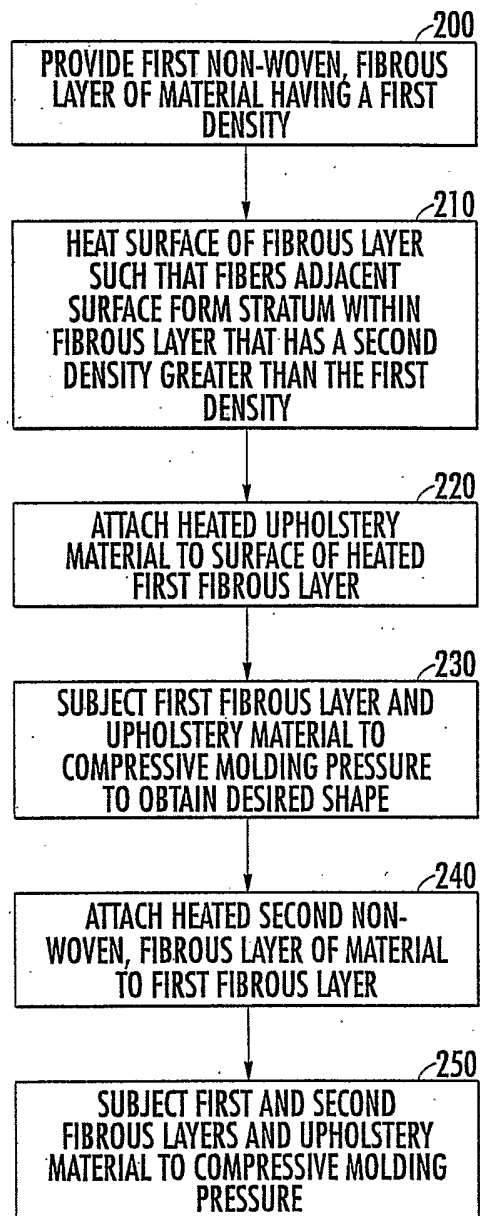 200
PROVIDE FIRST NON-WOVEN, FIBROUS
LAYER OF MATERIAL HAVING A FIRST
DENSITY
210
HEAT SURFACE OF FIBROUS LAYER
SUCH THAT FIBERS ADJACENT
SURFACE FORM STRATUM WITHIN
FIBROUS LAYER THAT HAS A SECOND
DENSITY GREATER THAN THE FIRST
DENSITY
220
ATTACH HEATED UPHOLSTERY
MATERIAL TO SURFACE OF HEATED
FIRST FIBROUS LAYER
230
SUBJECT FIRST FIBROUS LAYER AND
UPHOLSTERY MATERIAL TO
COMPRESSIVE MOLDING PRESSURE
TO OBTAIN DESIRED SHAPE
240
ATTACH HEATED SECOND NON-
WOVEN, FIBROUS LAYER OF MATERIAL
TO FIRST FIBROUS LAYER
250
SUBJECT FIRST AND SECOND
FIBROUS LAYERS AND UPHOLSTERY
MATERIAL TO COMPRESSIVE MOLDING
PRESSURE